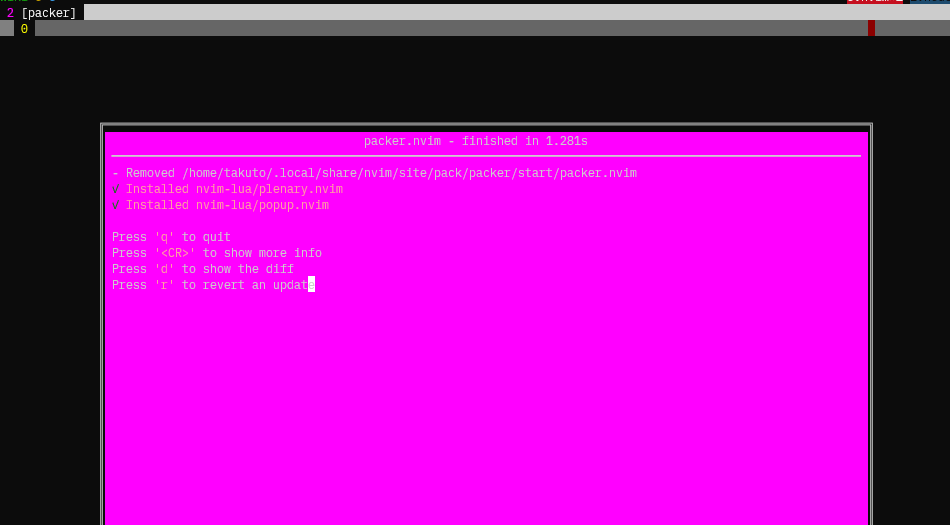 2 [packer]
0
packer.nvim - finished in 1.281s
- Removed /home/takuto/.local/share/nvim/site/pack/packer/start/packer.nvim
✓ Installed nvim-lua/plenary.nvim
✓ Installed nvim-lua/popup.nvim
Press 'q' to quit
Press '<CR>' to show more info
Press 'd' to show the diff
Press 'r' to revert an update